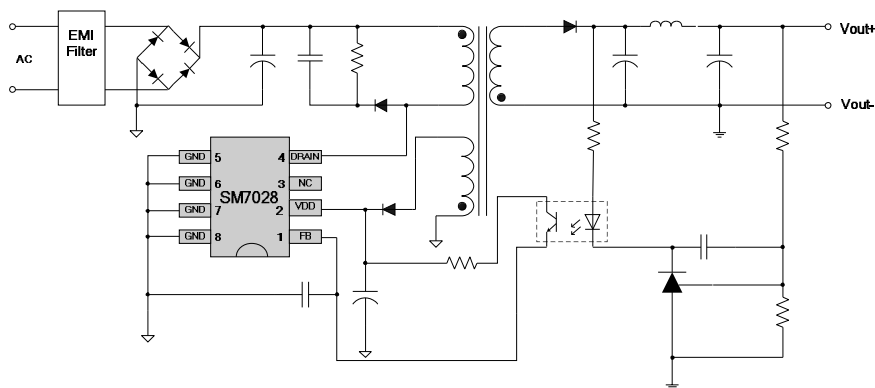 EMI
Filter
AC
Vout+
Vout-
SM7028
GND 5 4 DRAIN
GND 6 3 NC
GND 7 2 VDD
GND 8 1 FB